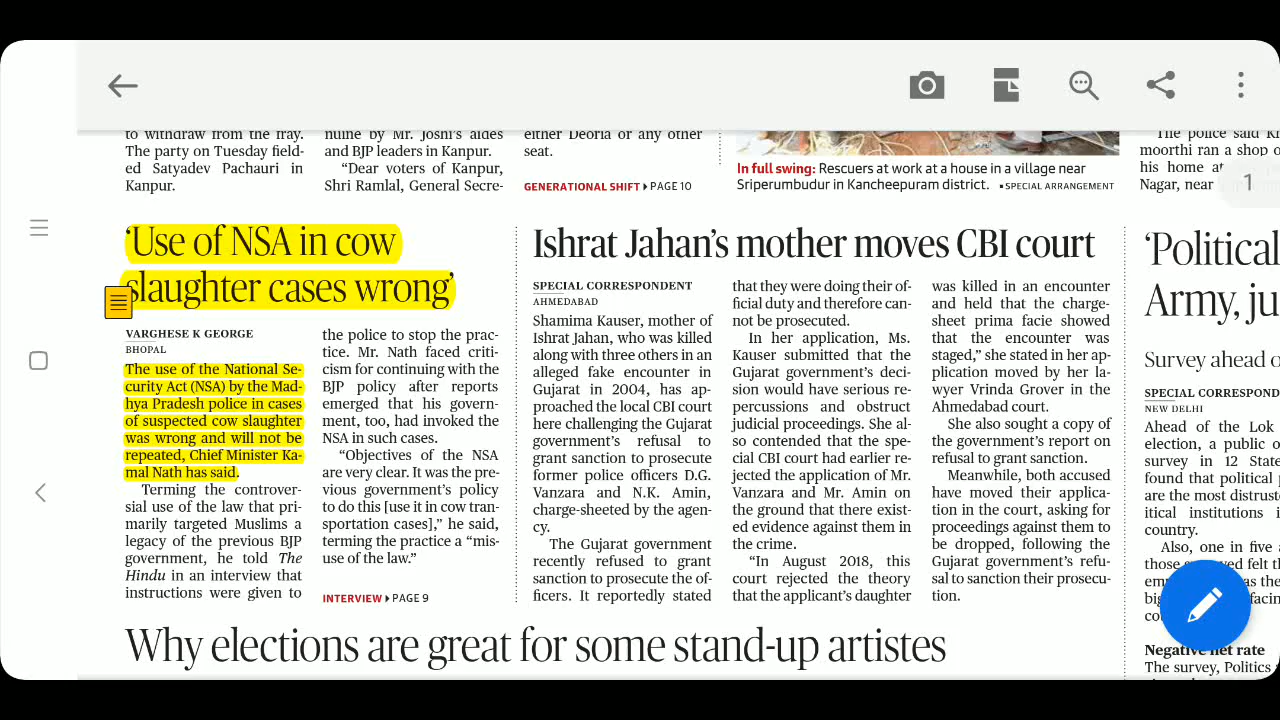 to withdraw from the fray.
The party on Tuesday field-
ed Satyadev Pachauri in
Kanpur.
nuine by Mr. Joshi's aides
and BJP leaders in Kanpur.
“Dear voters of Kanpur,
Shri Ramlal, General Secre-
either Deoria or any other
seat.
GENERATIONAL SHIFT PAGE 10
In full swing: Rescuers at work at a house in a village near
Sriperumbudur in Kancheepuram district. ▪ SPECIAL ARRANGEMENT
The police said
moorthi ran a shop
his home at
Nagar, near
1
‘Use of NSA in cow
slaughter cases wrong’
VARGHESE K GEORGE
BHOPAL
The use of the National Se-
curity Act (NSA) by the Mad-
hya Pradesh police in cases
of suspected cow slaughter
was wrong and will not be
repeated, Chief Minister Ka-
mal Nath has said.
Terming the controver-
sial use of the law that pri-
marily targeted Muslims a
legacy of the previous BJP
government, he told The
Hindu in an interview that
instructions were given to
the police to stop the prac-
tice. Mr. Nath faced criti-
cism for continuing with the
BJP policy after reports
emerged that his govern-
ment, too, had invoked the
NSA in such cases.
“Objectives of the NSA
are very clear. It was the pre-
vious government’s policy
to do this [use it in cow tran-
sportation cases],” he said,
terming the practice a “mis-
use of the law.”
INTERVIEW PAGE 9
Ishrat Jahan’s mother moves CBI court
SPECIAL CORRESPONDENT
AHMEDABAD
Shamima Kauser, mother of
Ishrat Jahan, who was killed
along with three others in an
alleged fake encounter in
Gujarat in 2004, has ap-
proached the local CBI court
here challenging the Gujarat
government’s refusal to
grant sanction to prosecute
former police officers D.G.
Vanzara and N.K. Amin,
charge-sheeted by the agen-
cy.
The Gujarat government
recently refused to grant
sanction to prosecute the of-
ficers. It reportedly stated
that they were doing their of-
ficial duty and therefore can-
not be prosecuted.
In her application, Ms.
Kauser submitted that the
Gujarat government’s deci-
sion would have serious re-
percussions and obstruct
judicial proceedings. She al-
so contended that the spe-
cial CBI court had earlier re-
jected the application of Mr.
Vanzara and Mr. Amin on
the ground that there exist-
ed evidence against them in
the crime.
“In August 2018, this
court rejected the theory
that the applicant’s daughter
was killed in an encounter
and held that the charge-
sheet prima facie showed
that the encounter was
staged,” she stated in her ap-
plication moved by her la-
wyer Vrinda Grover in the
Ahmedabad court.
She also sought a copy of
the government’s report on
refusal to grant sanction.
Meanwhile, both accused
have moved their applica-
tion in the court, asking for
proceedings against them to
be dropped, following the
Gujarat government’s refu-
sal to sanction their prosecu-
tion.
‘Political
Army, ju
Survey ahead o
SPECIAL CORRESPOND
NEW DELHI
Ahead of the Lok
election, a public o
survey in 12 State
found that political
are the most distrust
itical institutions i
country.
Also, one in five
those felt
as the
facing
Negative net rate
The survey, Politics
Why elections are great for some stand-up artistes